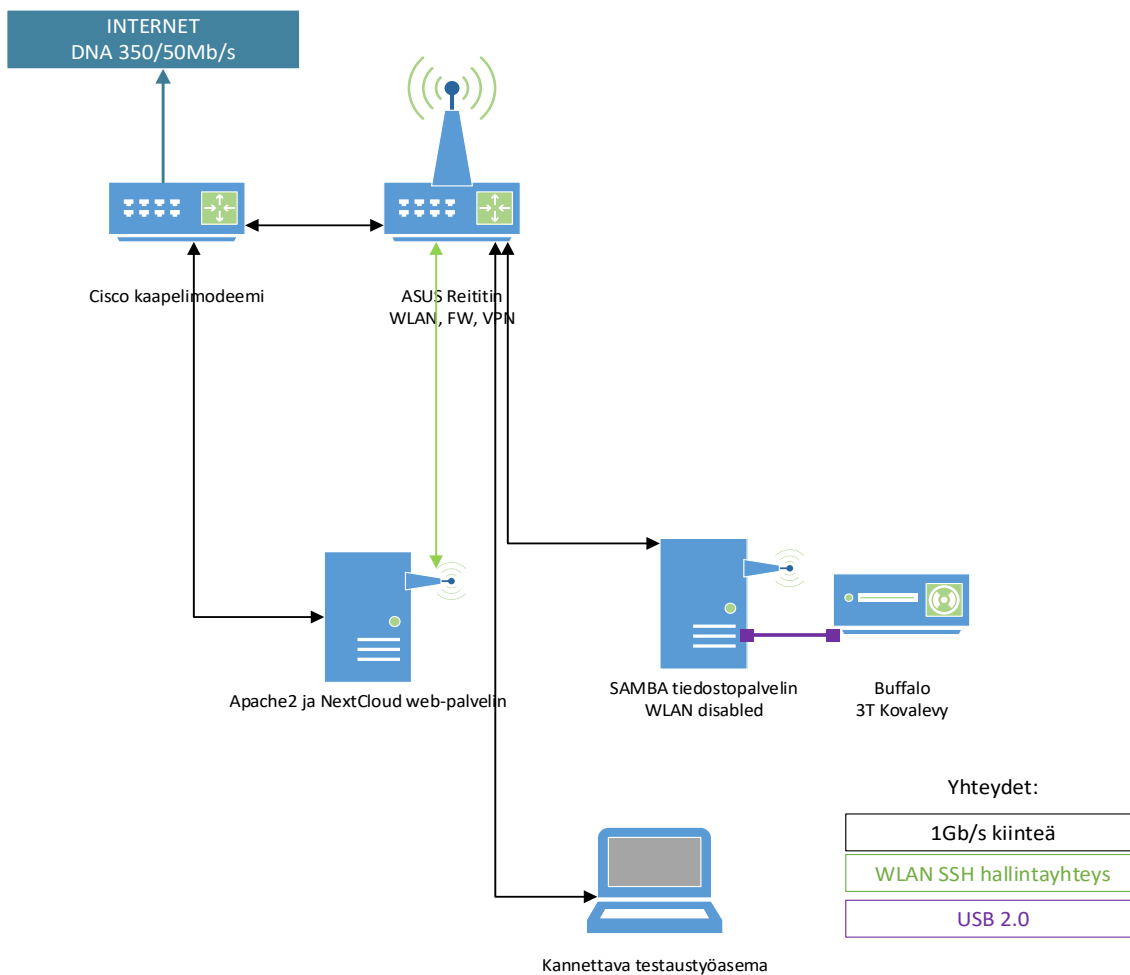 INTERNET
DNA 350/50Mb/s
Cisco kaapelimodeemi
ASUS Reititin
WLAN, FW, VPN
Apache2 ja NextCloud web-palvelin
SAMBA tiedostopalvelin
WLAN disabled
Buffalo
3T Kovalevy
Yhteydet:
1Gb/s kiinteä
WLAN SSH hallintayhteys
USB 2.0
Kannettava testaustyöasema